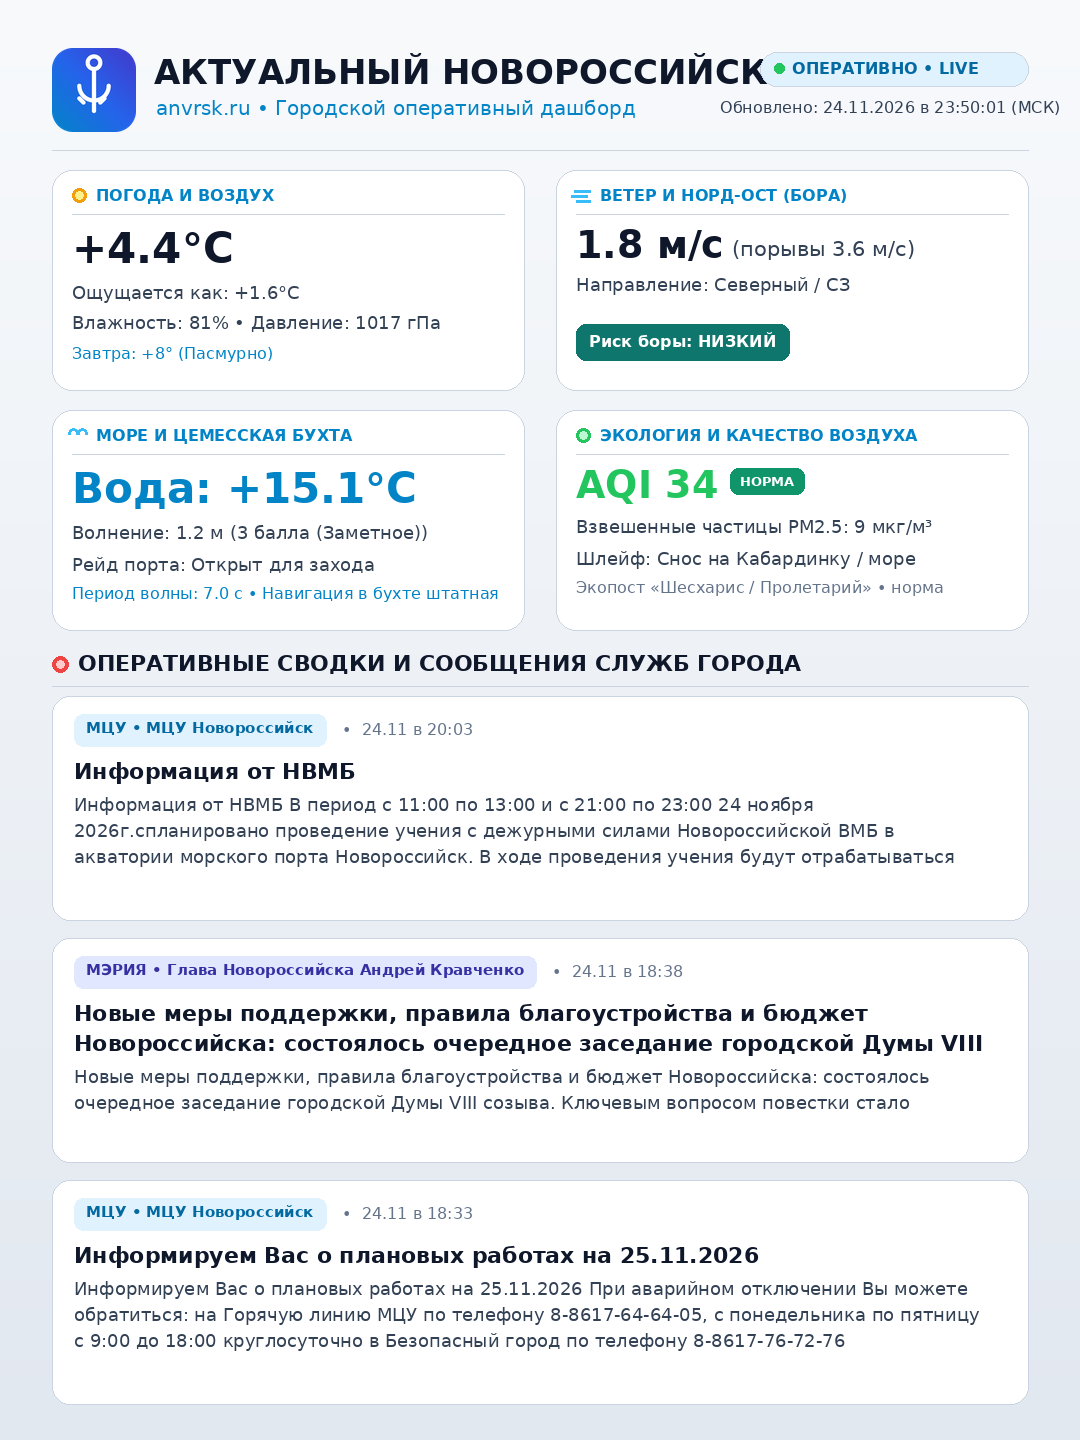 АКТУАЛЬНЫЙ НОВОРОССИЙСК
ОПЕРАТИВНО • LIVE
anvrsk.ru • Городской оперативный дашборд
Обновлено: 24.11.2026 в 23:50:01 (МСК)
ПОГОДА И ВОЗДУХ
+4.4°C
Ощущается как: +1.6°C
Влажность: 81% • Давление: 1017 гПа
Завтра: +8° (Пасмурно)
ВЕТЕР И НОРД-ОСТ (БОРА)
1.8 м/с (порывы 3.6 м/с)
Направление: Северный / СЗ
Риск боры: НИЗКИЙ
МОРЕ И ЦЕМЕССКАЯ БУХТА
Вода: +15.1°C
Волнение: 1.2 м (3 балла (Заметное))
Рейд порта: Открыт для захода
Период волны: 7.0 с • Навигация в бухте штатная
ЭКОЛОГИЯ И КАЧЕСТВО ВОЗДУХА
AQI 34 НОРМА
Взвешенные частицы PM2.5: 9 мкг/м³
Шлейф: Снос на Кабардинку / море
Экопост «Шесхарис / Пролетарий» • норма
ОПЕРАТИВНЫЕ СВОДКИ И СООБЩЕНИЯ СЛУЖБ ГОРОДА
МЦУ • МЦУ Новороссийск • 24.11 в 20:03
Информация от НВМБ
Информация от НВМБ В период с 11:00 по 13:00 и с 21:00 по 23:00 24 ноября
2026г.спланировано проведение учения с дежурными силами Новороссийской ВМБ в
акватории морского порта Новороссийск. В ходе проведения учения будут отрабатываться
МЭРИЯ • Глава Новороссийска Андрей Кравченко • 24.11 в 18:38
Новые меры поддержки, правила благоустройства и бюджет
Новороссийска: состоялось очередное заседание городской Думы VIII
Новые меры поддержки, правила благоустройства и бюджет Новороссийска: состоялось
очередное заседание городской Думы VIII созыва. Ключевым вопросом повестки стало
МЦУ • МЦУ Новороссийск • 24.11 в 18:33
Информируем Вас о плановых работах на 25.11.2026
Информируем Вас о плановых работах на 25.11.2026 При аварийном отключении Вы можете
обратиться: на Горячую линию МЦУ по телефону 8-8617-64-64-05, с понедельника по пятницу
с 9:00 до 18:00 круглосуточно в Безопасный город по телефону 8-8617-76-72-76